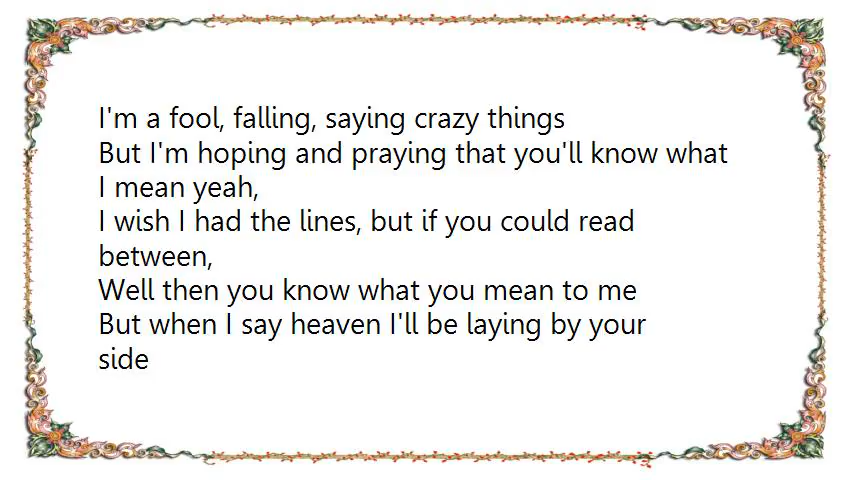 I'm a fool, falling, saying crazy things
But I'm hoping and praying that you'll know what
I mean yeah,
I wish I had the lines, but if you could read
between,
Well then you know what you mean to me
But when I say heaven I'll be laying by your
side